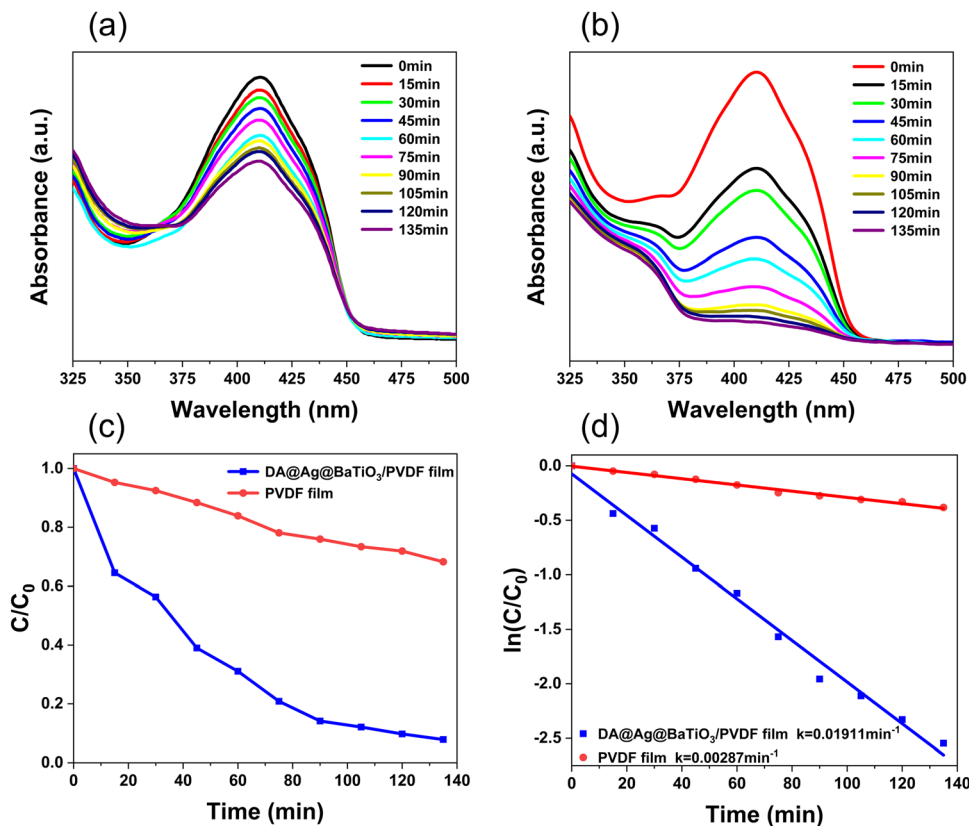 (a)
Absorbance (a.u.)
0min
15min
30min
45min
60min
75min
90min
105min
120min
135min
325 350 375 400 425 450 475 500
Wavelength (nm)
(b)
Absorbance (a.u.)
0min
15min
30min
45min
60min
75min
90min
105min
120min
135min
325 350 375 400 425 450 475 500
Wavelength (nm)
(c)
C/C₀
1.0
0.8
0.6
0.4
0.2
0.0
DA@Ag@BaTiO₃/PVDF film
PVDF film
0 20 40 60 80 100 120 140
Time (min)
(d)
ln(C/C₀)
0.0
-0.5
-1.0
-1.5
-2.0
-2.5
DA@Ag@BaTiO₃/PVDF film k=0.01911min⁻¹
PVDF film k=0.00287min⁻¹
0 20 40 60 80 100 120 140
Time (min)